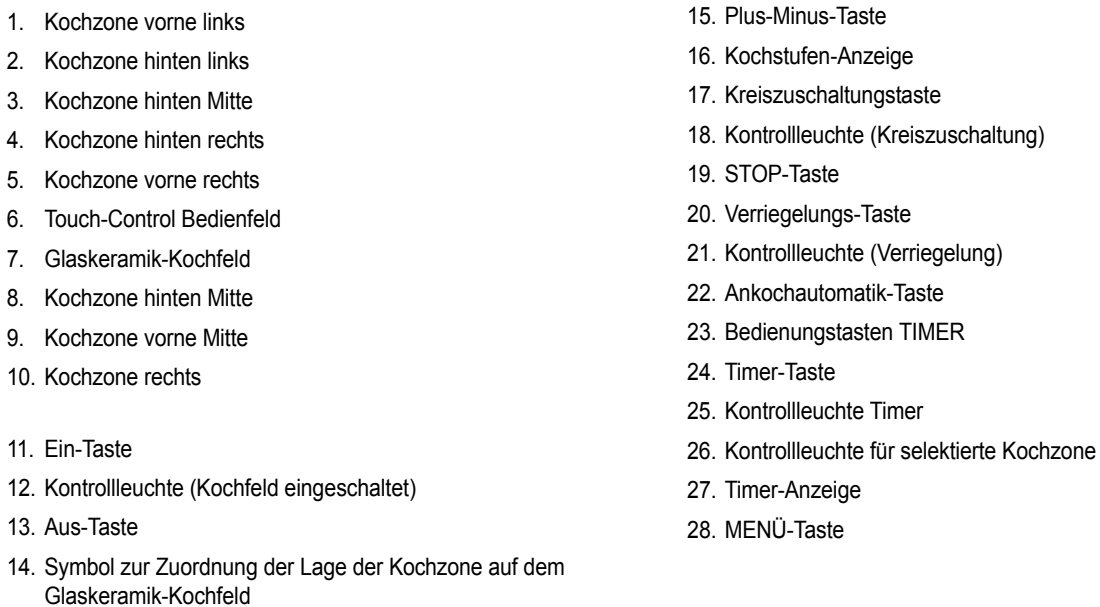 1. Kochzone vorne links
2. Kochzone hinten links
3. Kochzone hinten Mitte
4. Kochzone hinten rechts
5. Kochzone vorne rechts
6. Touch-Control Bedienfeld
7. Glaskeramik-Kochfeld
8. Kochzone hinten Mitte
9. Kochzone vorne Mitte
10. Kochzone rechts
11. Ein-Taste
12. Kontrollleuchte (Kochfeld eingeschaltet)
13. Aus-Taste
14. Symbol zur Zuordnung der Lage der Kochzone auf dem
Glaskeramik-Kochfeld
15. Plus-Minus-Taste
16. Kochstufen-Anzeige
17. Kreiszuschaltungstaste
18. Kontrollleuchte (Kreiszuschaltung)
19. STOP-Taste
20. Verriegelungs-Taste
21. Kontrollleuchte (Verriegelung)
22. Ankochautomatik-Taste
23. Bedienungstasten TIMER
24. Timer-Taste
25. Kontrollleuchte Timer
26. Kontrollleuchte für selektierte Kochzone
27. Timer-Anzeige
28. MENÜ-Taste